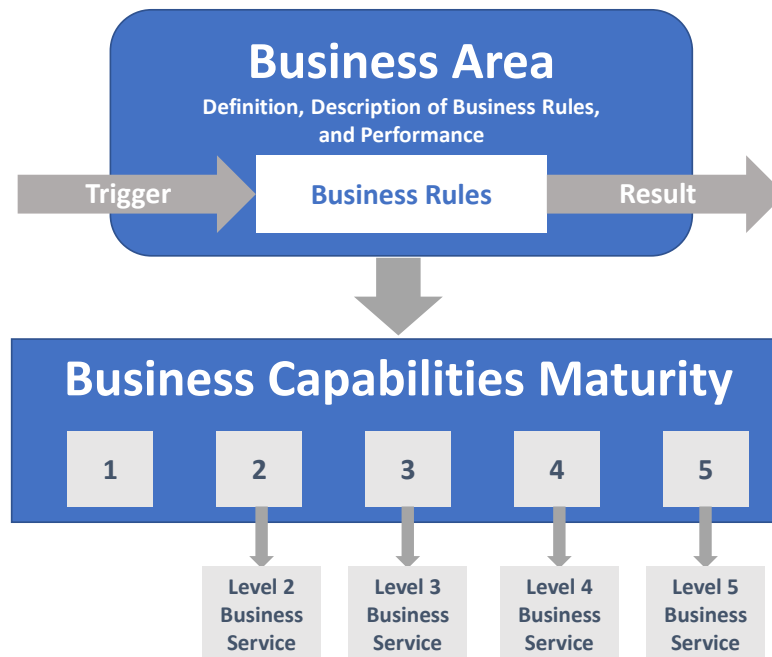 Business Area
Definition, Description of Business Rules,
and Performance
Trigger
Business Rules
Result
Business Capabilities Maturity
1
2
3
4
5
Level 2
Business
Service
Level 3
Business
Service
Level 4
Business
Service
Level 5
Business
Service